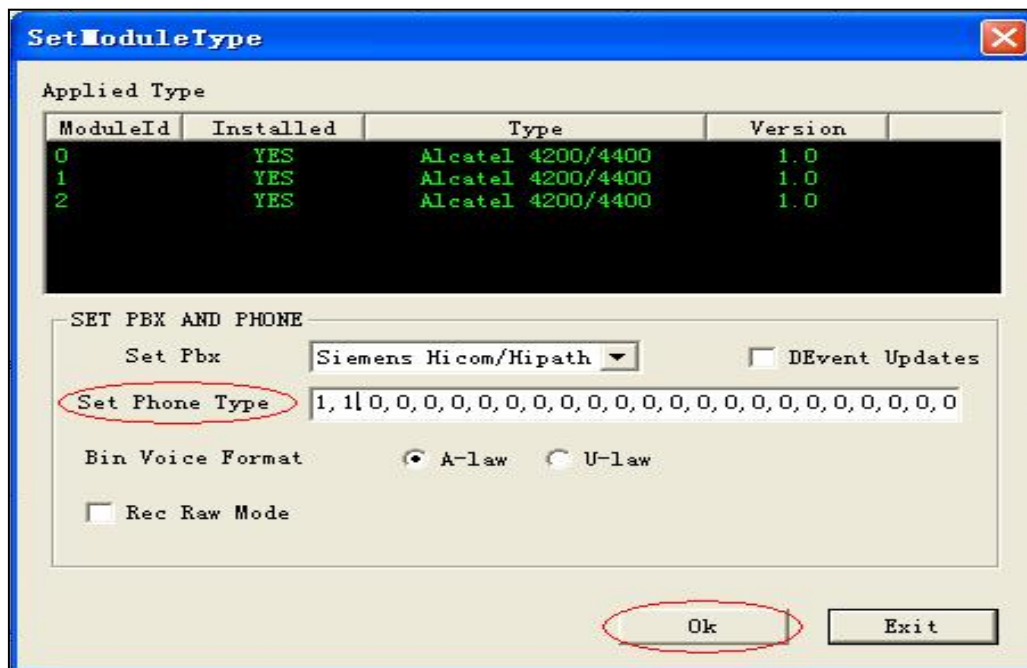 SetModuleType
Applied Type
ModuleId Installed Type Version
0 YES Alcatel 4200/4400 1.0
1 YES Alcatel 4200/4400 1.0
2 YES Alcatel 4200/4400 1.0
SET PBX AND PHONE
Set Pbx Siemens Hicom/Hipath DEvent Updates
Set Phone Type 1,1,0,0,0,0,0,0,0,0,0,0,0,0,0,0,0,0,0,0,0,0,0,0
Bin Voice Format A-law U-law
Rec Raw Mode
Ok Exit